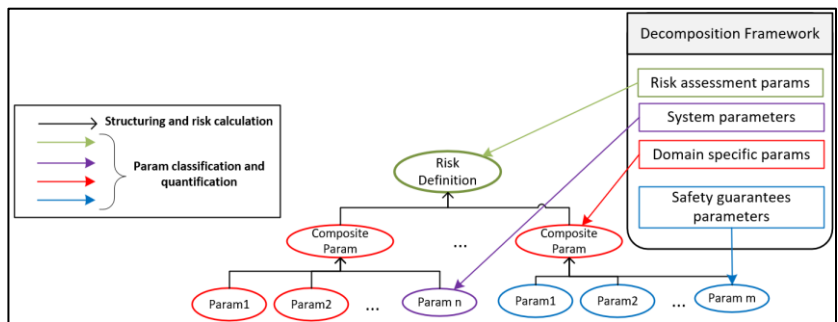 Decomposition Framework
Risk assessment params
System parameters
Domain specific params
Safety guarantees
parameters
Structuring and risk calculation
Param classification and
quantification
Risk
Definition
Composite
Param
...
Composite
Param
Param1
Param2
...
Param n
Param1
Param2
...
Param m